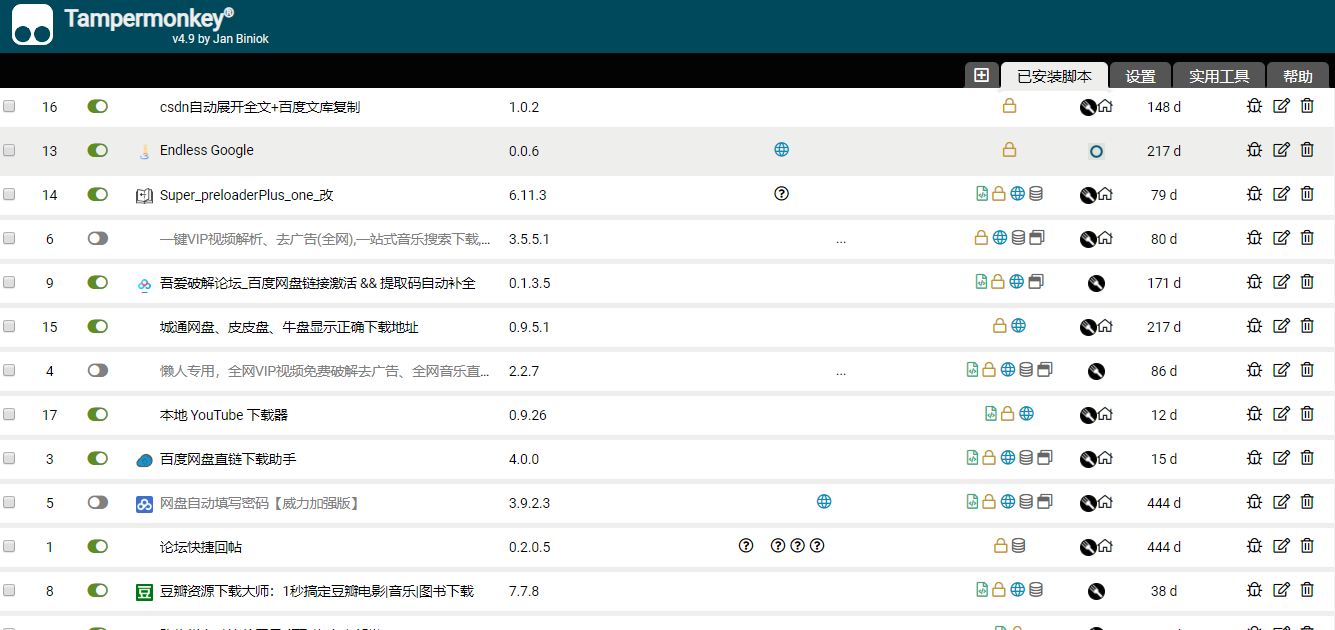 Tampermonkey®
v4.9 by Jan Biniok
已安装脚本 设置 实用工具 帮助
16 csdn自动展开全文+百度文库复制 1.0.2 148 d
13 Endless Google 0.0.6 217 d
14 Super_preloaderPlus_one_改 6.11.3 79 d
6 一键VIP视频解析、去广告(全网),一站式音乐搜索下载,... 3.5.5.1 ... 80 d
9 吾爱破解论坛_百度网盘链接激活 && 提取码自动补全 0.1.3.5 171 d
15 城通网盘、皮皮盘、牛盘显示正确下载地址 0.9.5.1 217 d
4 懒人专用，全网VIP视频免费破解去广告、全网音乐直... 2.2.7 ... 86 d
17 本地 YouTube 下载器 0.9.26 12 d
3 百度网盘直链下载助手 4.0.0 15 d
5 网盘自动填写密码【威力加强版】 3.9.2.3 444 d
1 论坛快捷回帖 0.2.0.5 444 d
8 豆瓣资源下载大师：1秒搞定豆瓣电影|音乐|图书下载 7.7.8 38 d